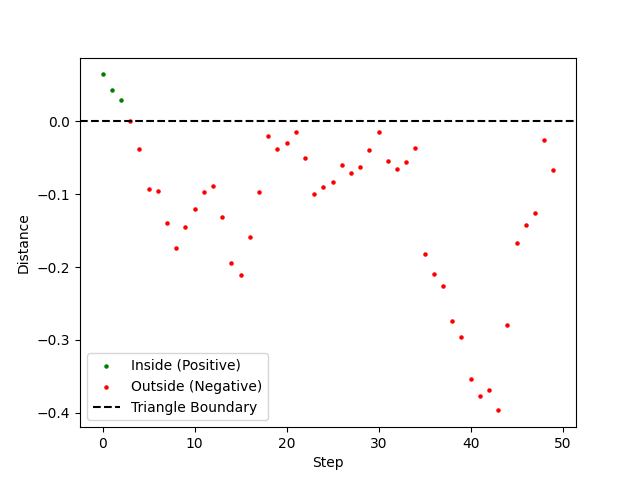 0.0
−0.1
−0.2
−0.3
−0.4
Distance
Inside (Positive)
Outside (Negative)
Triangle Boundary
0 10 20 30 40 50
Step